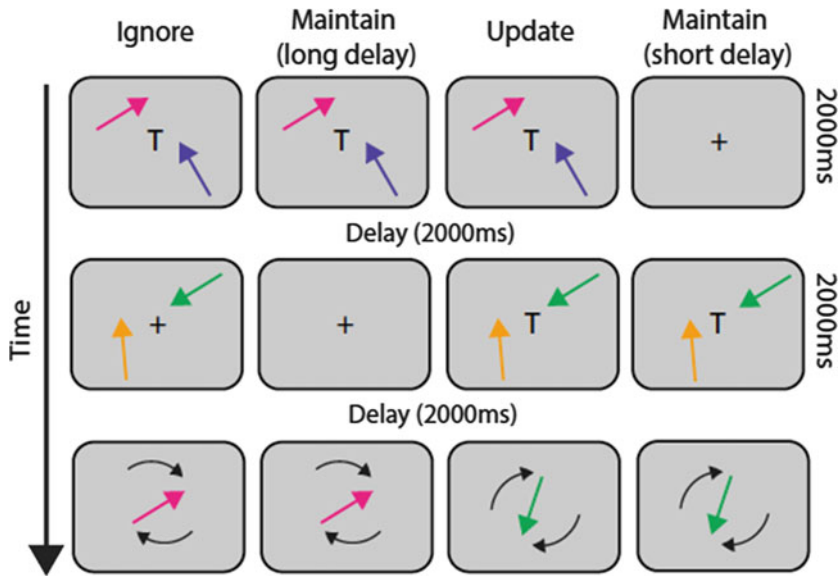 Ignore
Maintain
(long delay)
Update
Maintain
(short delay)
T
T
T
+
2000ms
Delay (2000ms)
+
+
T
T
2000ms
Time
Delay (2000ms)